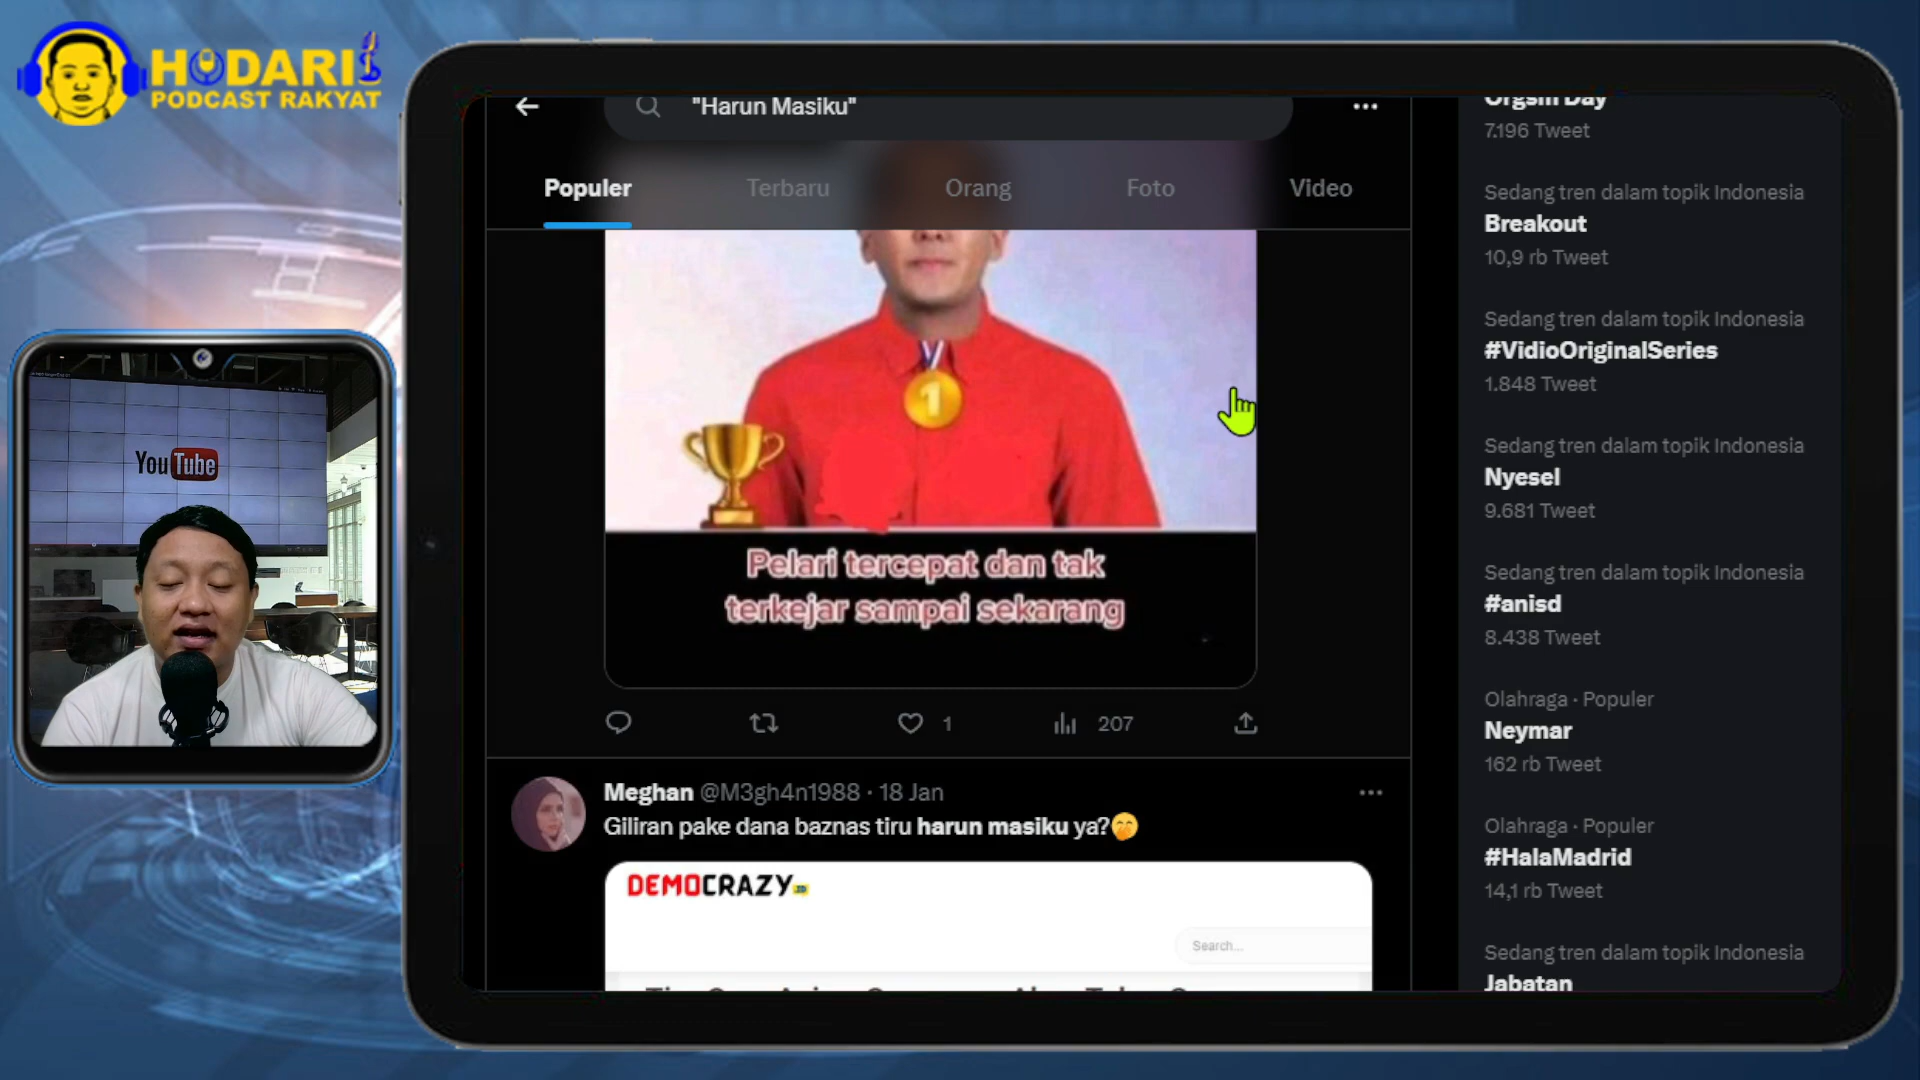 HODARI
PODCAST RAKYAT
YouTube
"Harun Masiku"
Populer
Terbaru
Orang
Foto
Video
1
Pelari tercepat dan tak
terkejar sampai sekarang
1
207
Meghan @M3gh4n1988 · 18 Jan
Giliran pake dana baznas tiru harun masiku ya?
DEMOCRAZY
Search...
7.196 Tweet
Sedang tren dalam topik Indonesia
Breakout
10,9 rb Tweet
Sedang tren dalam topik Indonesia
#VidioOriginalSeries
1.848 Tweet
Sedang tren dalam topik Indonesia
Nyesel
9.681 Tweet
Sedang tren dalam topik Indonesia
#anisd
8.438 Tweet
Olahraga · Populer
Neymar
162 rb Tweet
Olahraga · Populer
#HalaMadrid
14,1 rb Tweet
Sedang tren dalam topik Indonesia
Jabatan